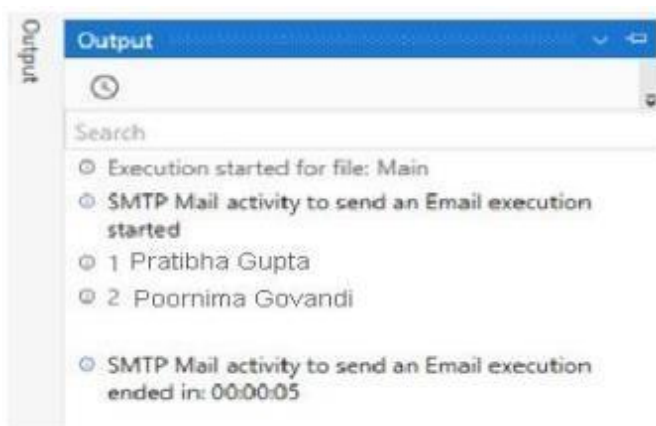 Output
Output
Search
Execution started for file: Main
SMTP Mail activity to send an Email execution
started
1 Pratibha Gupta
2 Poornima Govandi
SMTP Mail activity to send an Email execution
ended in: 00:00:05